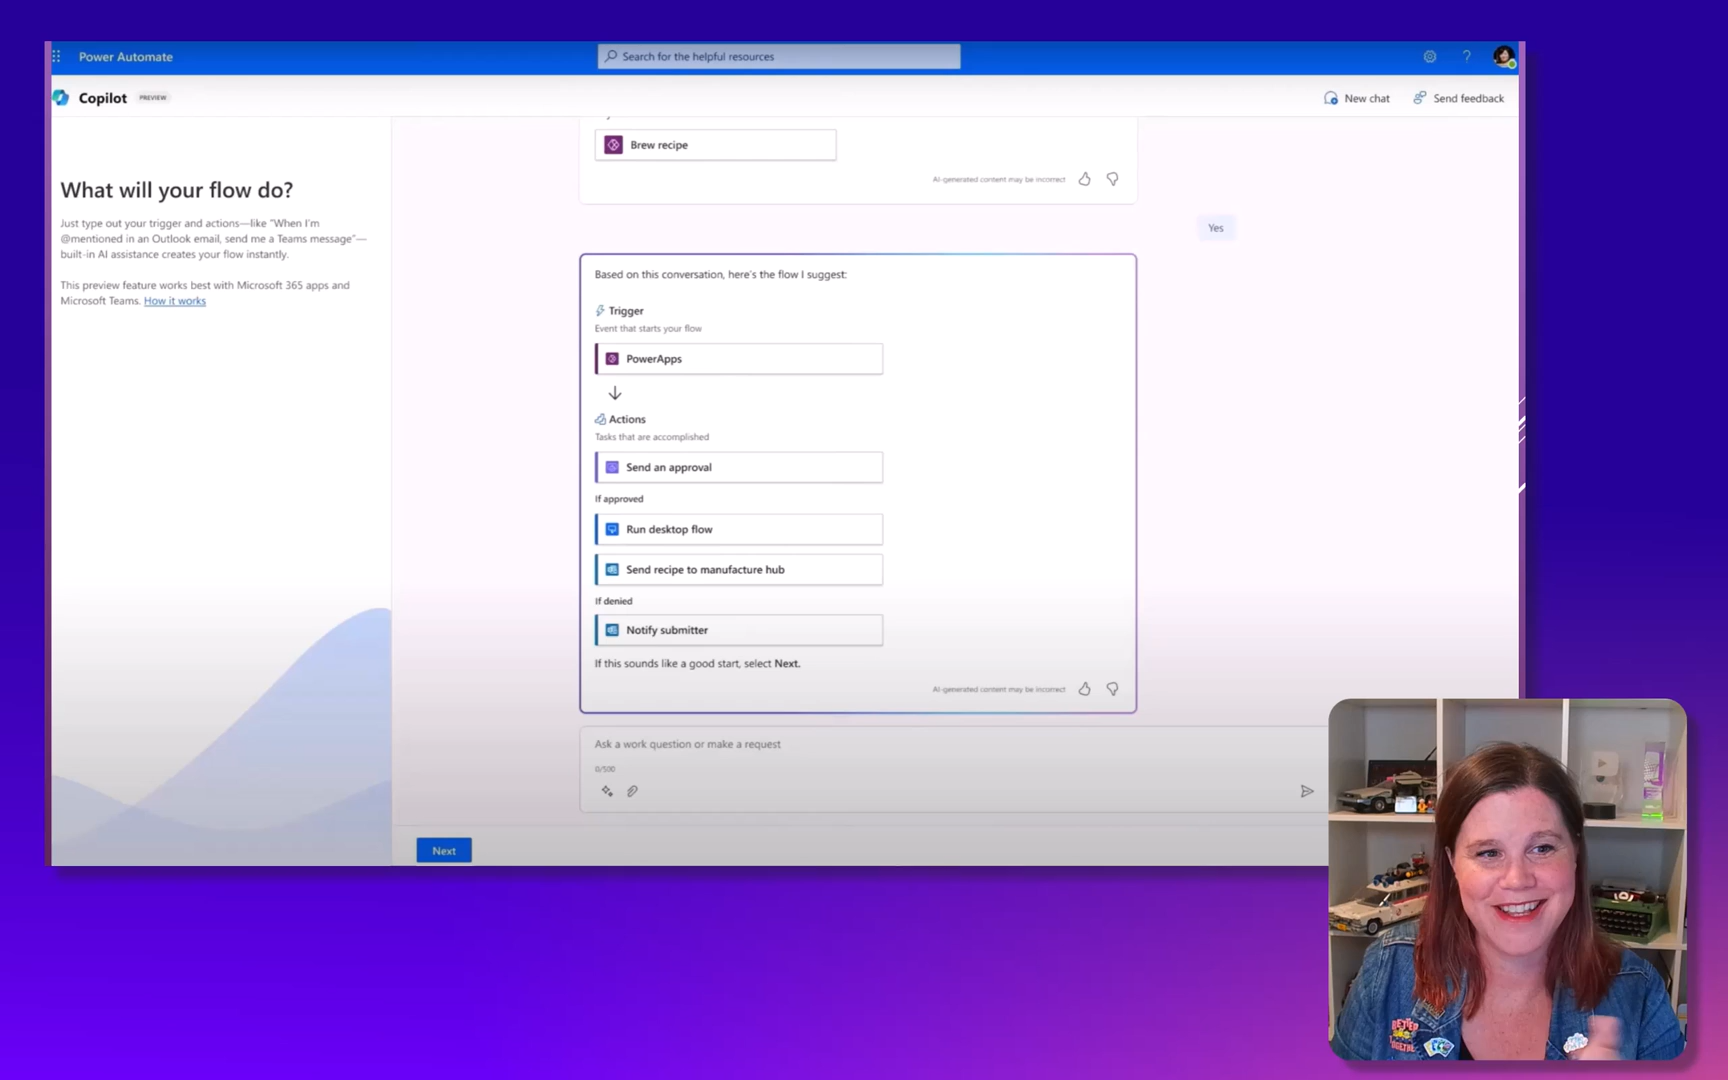 Power Automate
Search for the helpful resources
?
Copilot PREVIEW
New chat
Send feedback
What will your flow do?
Just type out your trigger and actions—like "When I'm
@mentioned in an Outlook email, send me a Teams message"—
built-in AI assistance creates your flow instantly.
This preview feature works best with Microsoft 365 apps and
Microsoft Teams. How it works
Brew recipe
AI-generated content may be incorrect
Yes
Based on this conversation, here's the flow I suggest:
Trigger
Event that starts your flow
PowerApps
Actions
Tasks that are accomplished
Send an approval
If approved
Run desktop flow
Send recipe to manufacture hub
If denied
Notify submitter
If this sounds like a good start, select Next.
AI-generated content may be incorrect
Ask a work question or make a request
0/500
Next
BETTER
TOGETHER